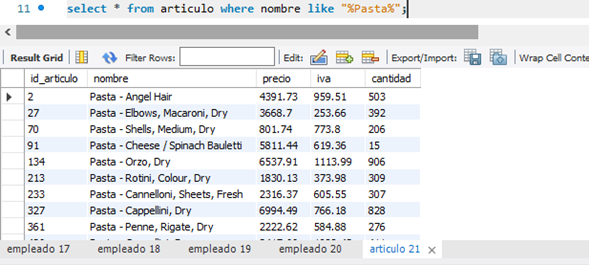 11 select * from articulo where nombre like "%Pasta%";
Result Grid Filter Rows: Edit: Export/Import: Wrap Cell Conte
id_articulo nombre precio iva cantidad
2 Pasta - Angel Hair 4391.73 959.51 503
27 Pasta - Elbows, Macaroni, Dry 3668.7 253.66 392
70 Pasta - Shells, Medium, Dry 801.74 773.8 206
91 Pasta - Cheese / Spinach Bauletti 5811.44 619.36 15
134 Pasta - Orzo, Dry 6537.91 1113.99 906
213 Pasta - Rotini, Colour, Dry 1830.13 373.98 309
233 Pasta - Cannelloni, Sheets, Fresh 2316.37 605.55 307
327 Pasta - Cappellini, Dry 6994.49 766.18 828
361 Pasta - Penne, Rigate, Dry 2222.62 584.88 276
empleado 17 empleado 18 empleado 19 empleado 20 articulo 21